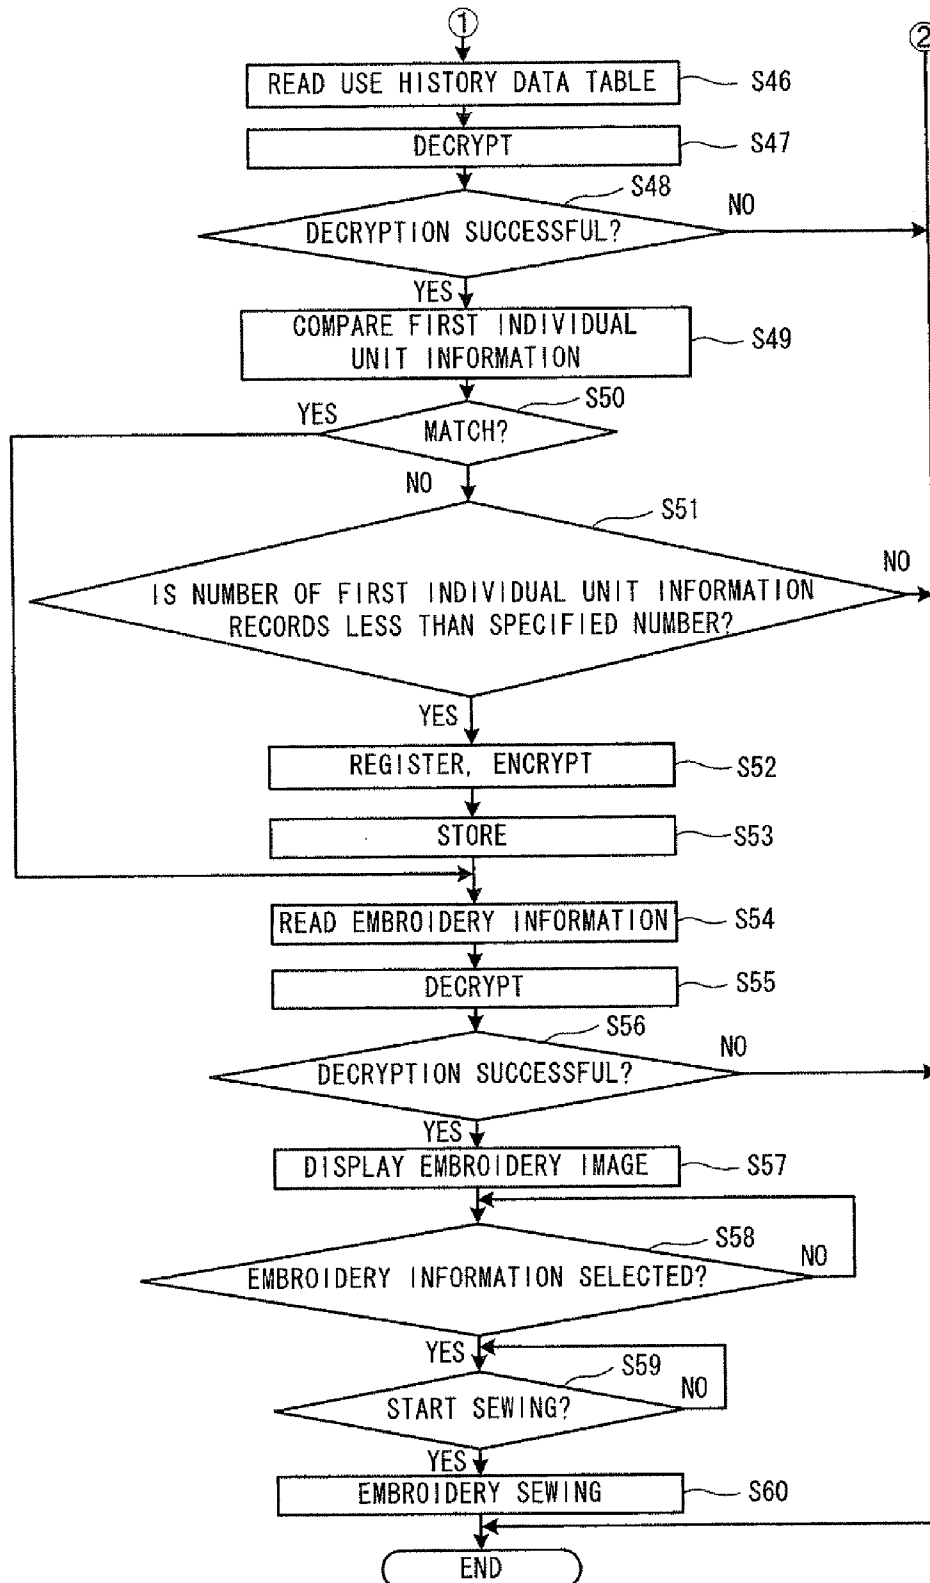 ①
②
READ USE HISTORY DATA TABLE
S46
DECRYPT
S47
S48
DECRYPTION SUCCESSFUL?
NO
YES
COMPARE FIRST INDIVIDUAL
UNIT INFORMATION
S49
S50
YES
MATCH?
NO
S51
NO
IS NUMBER OF FIRST INDIVIDUAL UNIT INFORMATION
RECORDS LESS THAN SPECIFIED NUMBER?
YES
REGISTER, ENCRYPT
S52
STORE
S53
READ EMBROIDERY INFORMATION
S54
DECRYPT
S55
S56
NO
DECRYPTION SUCCESSFUL?
YES
DISPLAY EMBROIDERY IMAGE
S57
S58
NO
EMBROIDERY INFORMATION SELECTED?
YES
S59
NO
START SEWING?
YES
EMBROIDERY SEWING
S60
END